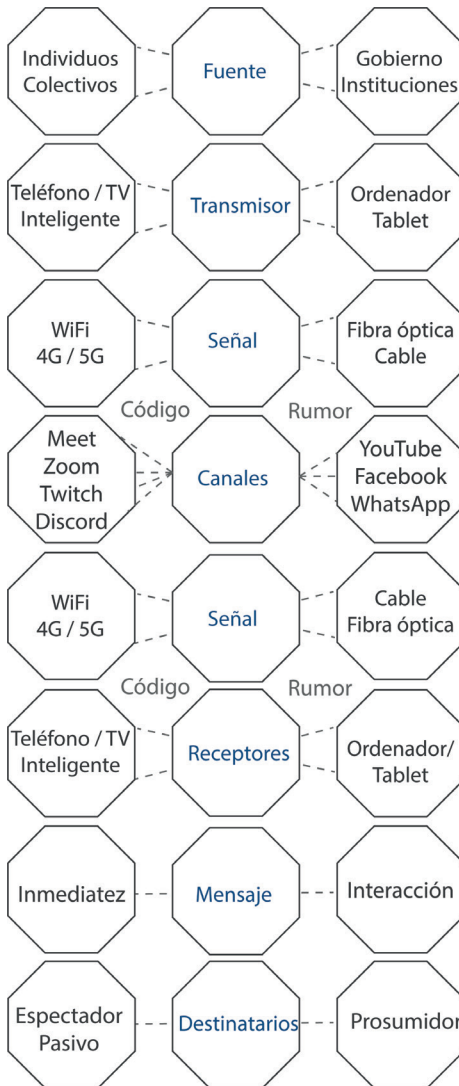 Individuos
Colectivos
Fuente
Gobierno
Instituciones
Teléfono / TV
Inteligente
Transmisor
Ordenador
Tablet
WiFi
4G / 5G
Señal
Fibra óptica
Cable
Código
Rumor
Meet
Zoom
Twitch
Discord
Canales
YouTube
Facebook
WhatsApp
WiFi
4G / 5G
Señal
Cable
Fibra óptica
Código
Rumor
Teléfono / TV
Inteligente
Receptores
Ordenador/
Tablet
Inmediatez
Mensaje
Interacción
Espectador
Pasivo
Destinatarios
Prosumidor